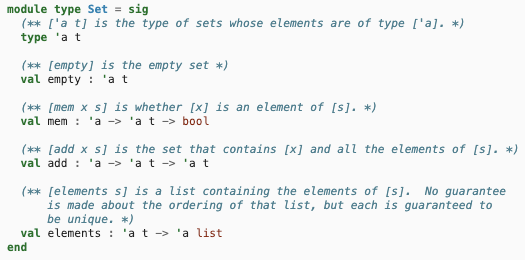 module type Set = sig
  (** ['a t] is the type of sets whose elements are of type ['a]. *)
  type 'a t

  (** [empty] is the empty set *)
  val empty : 'a t

  (** [mem x s] is whether [x] is an element of [s]. *)
  val mem : 'a -> 'a t -> bool

  (** [add x s] is the set that contains [x] and all the elements of [s]. *)
  val add : 'a -> 'a t -> 'a t

  (** [elements s] is a list containing the elements of [s].  No guarantee
      is made about the ordering of that list, but each is guaranteed to
      be unique. *)
  val elements : 'a t -> 'a list
end